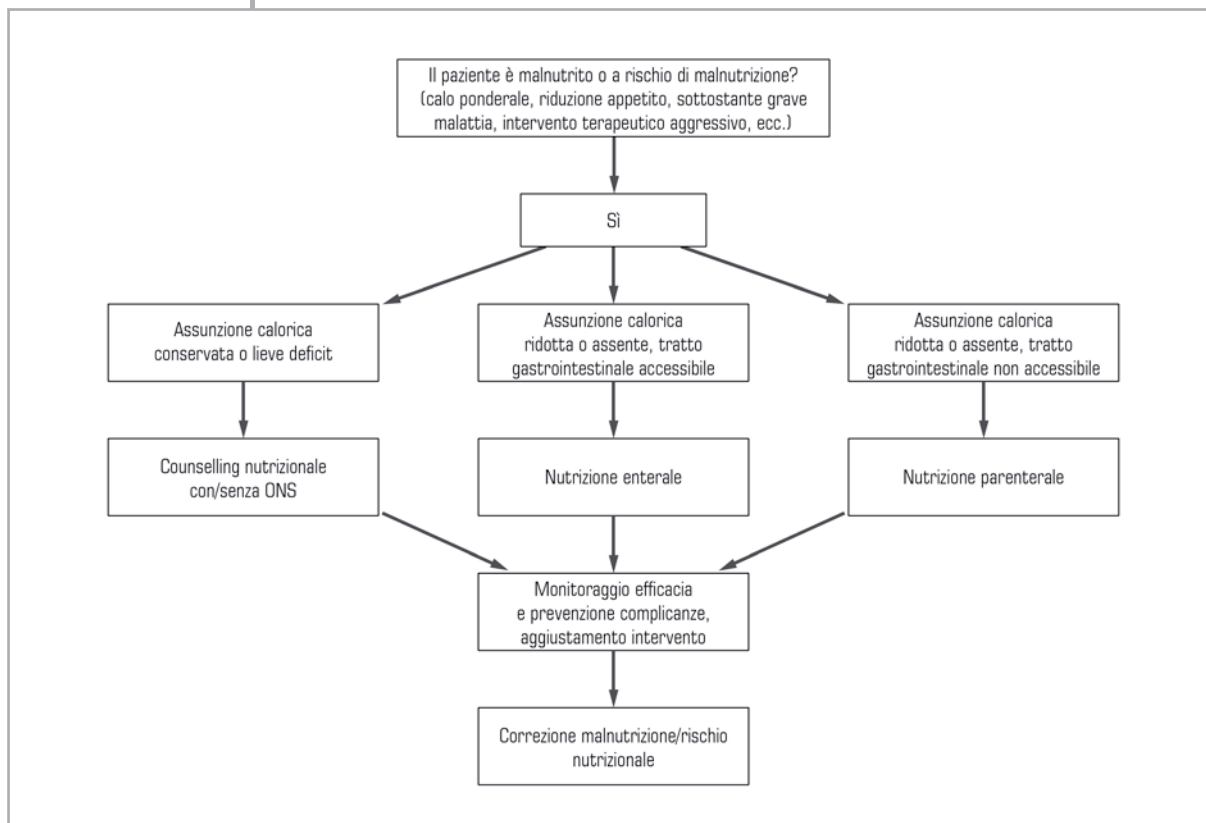 Il paziente è malnutrito o a rischio di malnutrizione?
(calo ponderale, riduzione appetito, sottostante grave
malattia, intervento terapeutico aggressivo, ecc.)
Sì
Assunzione calorica
conservata o lieve deficit
Assunzione calorica
ridotta o assente, tratto
gastrointestinale accessibile
Assunzione calorica
ridotta o assente, tratto
gastrointestinale non accessibile
Counselling nutrizionale
con/senza ONS
Nutrizione enterale
Nutrizione parenterale
Monitoraggio efficacia
e prevenzione complicanze,
aggiustamento intervento
Correzione malnutrizione/rischio
nutrizionale